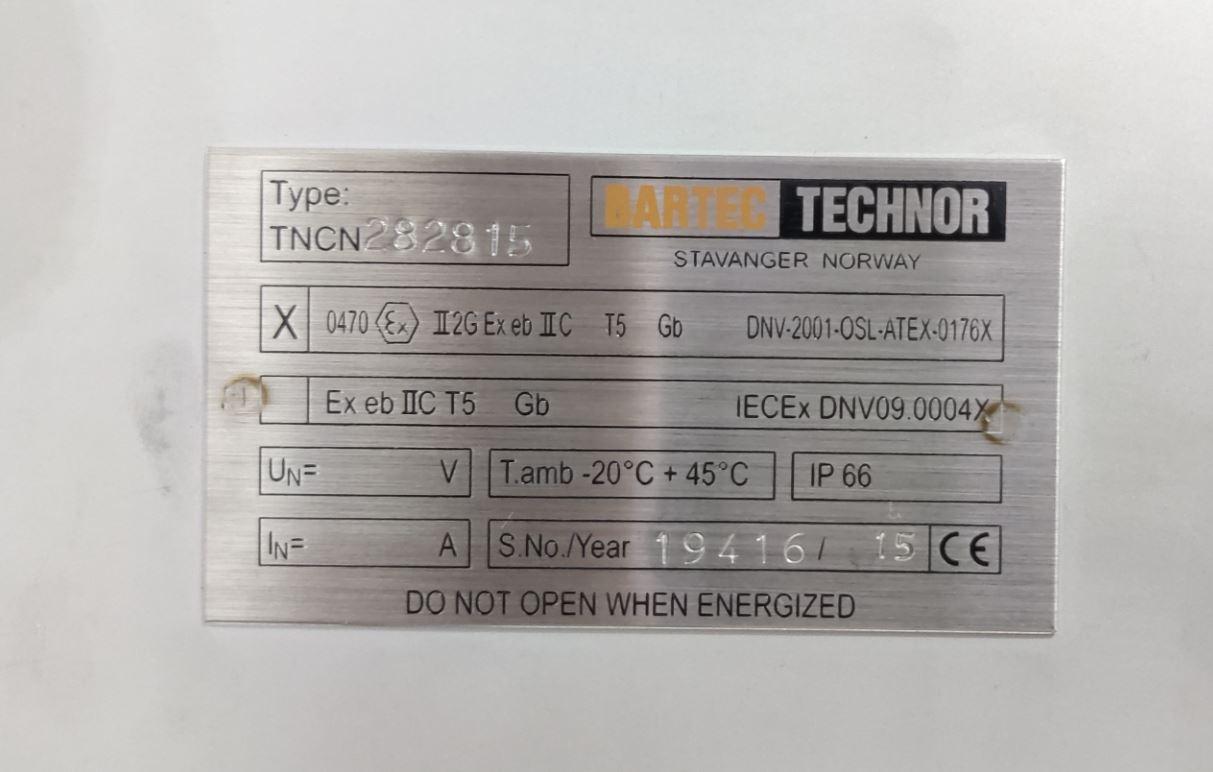 Type:
TNCN282815
BARTEC TECHNOR
STAVANGER NORWAY
X 0470 Ex II2G Ex eb IIC T5 Gb DNV-2001-OSL-ATEX-0176X
Ex eb IIC T5 Gb IECEx DNV09.0004X
UN= V T.amb -20°C + 45°C IP 66
IN= A S.No./Year 19416 / 15 CE
DO NOT OPEN WHEN ENERGIZED